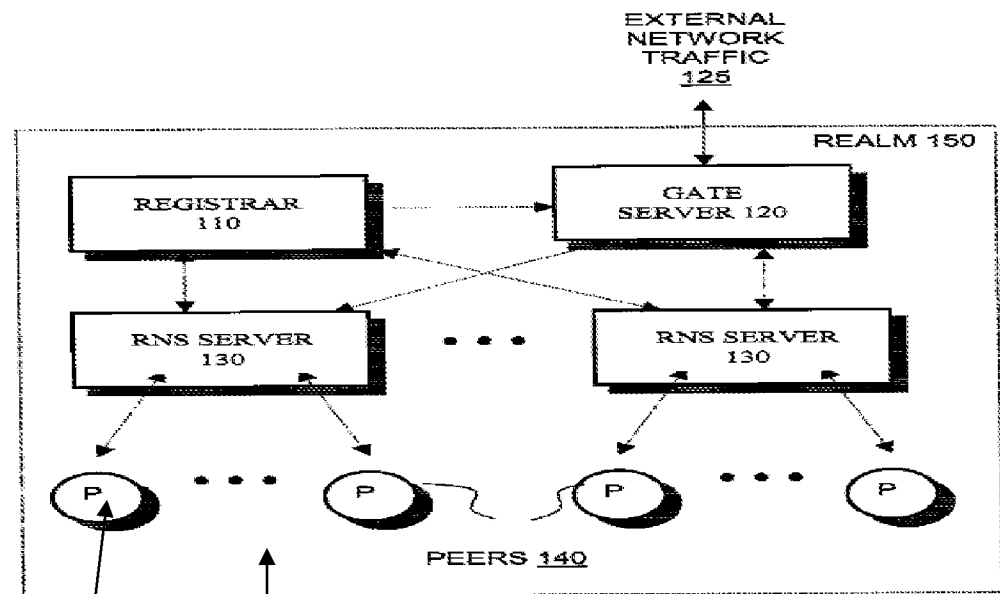 EXTERNAL
NETWORK
TRAFFIC
125
REALM 150
REGISTRAR
110
GATE
SERVER 120
RNS SERVER
130
RNS SERVER
130
P
P
P
P
PEERS 140